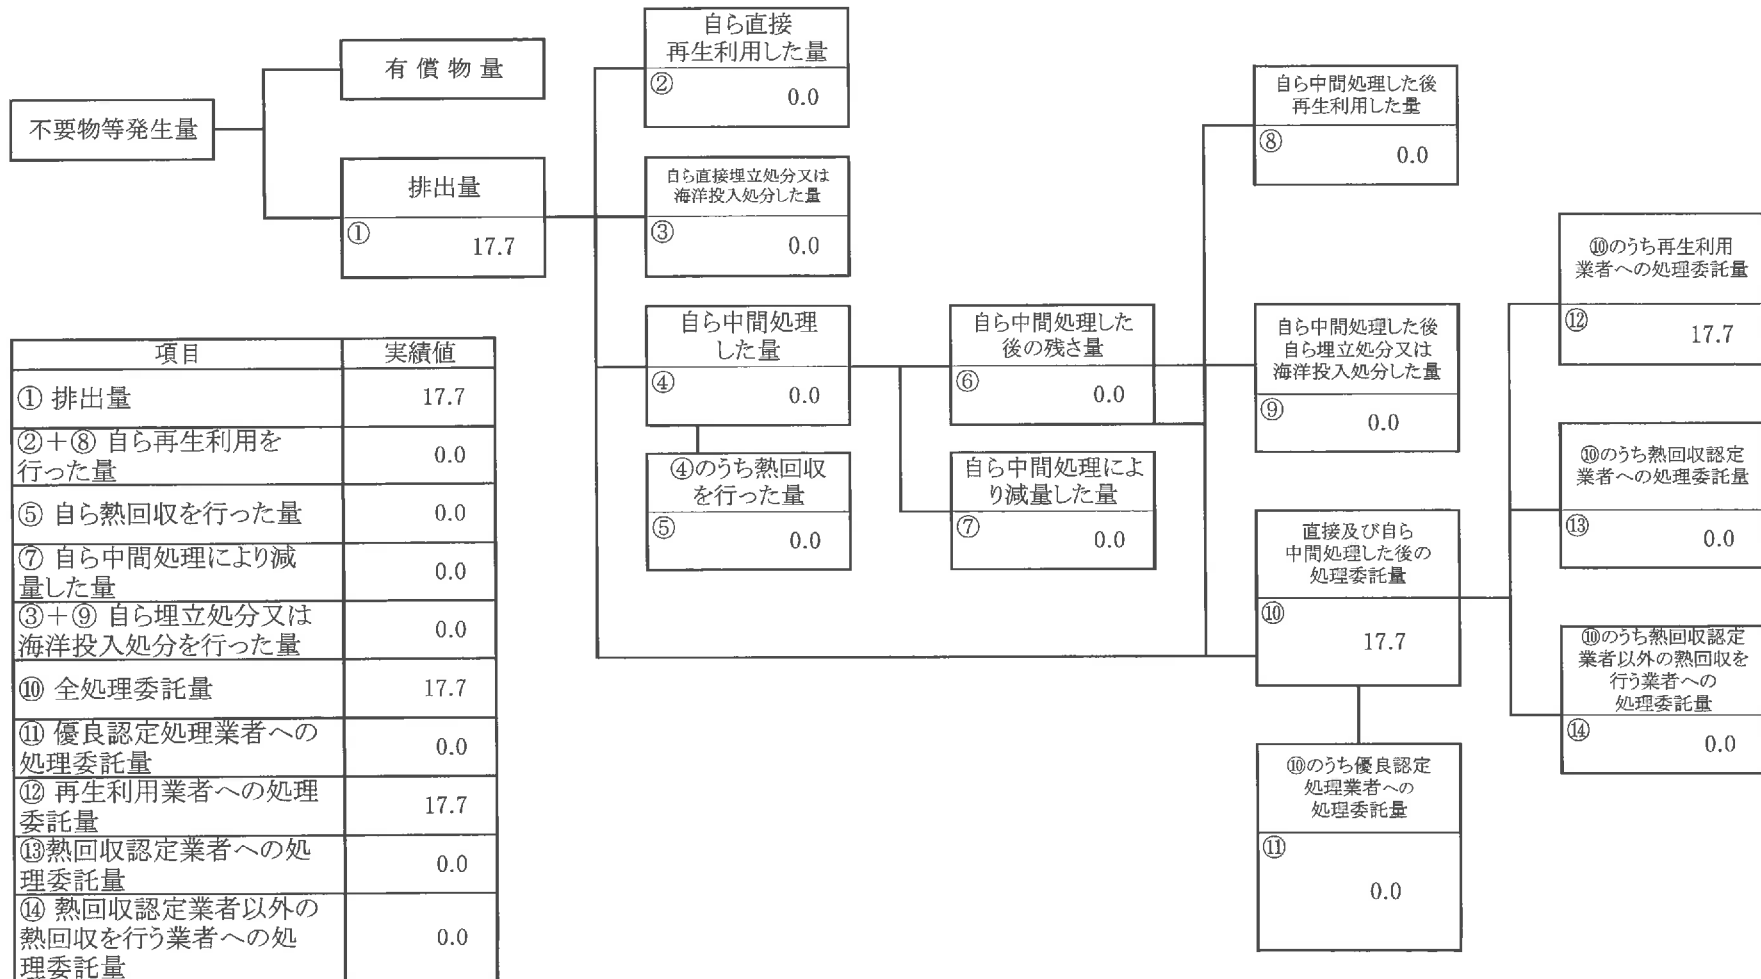 不要物等発生量
有償物量
排出量
①
17.7
自ら直接
再生利用した量
②
0.0
自ら直接埋立処分又は
海洋投入処分した量
③
0.0
自ら中間処理
した量
④
0.0
④のうち熱回収
を行った量
⑤
0.0
自ら中間処理した
後の残さ量
⑥
0.0
自ら中間処理によ
り減量した量
⑦
0.0
自ら中間処理した後
再生利用した量
⑧
0.0
自ら中間処理した後
自ら埋立処分又は
海洋投入処分した量
⑨
0.0
直接及び自ら
中間処理した後の
処理委託量
⑩
17.7
⑩のうち優良認定
処理業者への
処理委託量
⑪
0.0
⑩のうち再生利用
業者への処理委託量
⑫
17.7
⑩のうち熱回収認定
業者への処理委託量
⑬
0.0
⑩のうち熱回収認定
業者以外の熱回収を
行う業者への
処理委託量
⑭
0.0
項目 実績値
① 排出量 17.7
②+⑧ 自ら再生利用を
行った量 0.0
⑤ 自ら熱回収を行った量 0.0
⑦ 自ら中間処理により減
量した量 0.0
③+⑨ 自ら埋立処分又は
海洋投入処分を行った量 0.0
⑩ 全処理委託量 17.7
⑪ 優良認定処理業者への
処理委託量 0.0
⑫ 再生利用業者への処理
委託量 17.7
⑬熱回収認定業者への処
理委託量 0.0
⑭ 熱回収認定業者以外の
熱回収を行う業者への処
理委託量 0.0